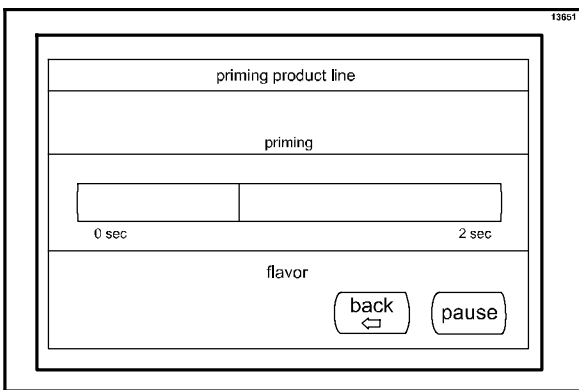 13651
priming product line
priming
0 sec 2 sec
flavor
back pause